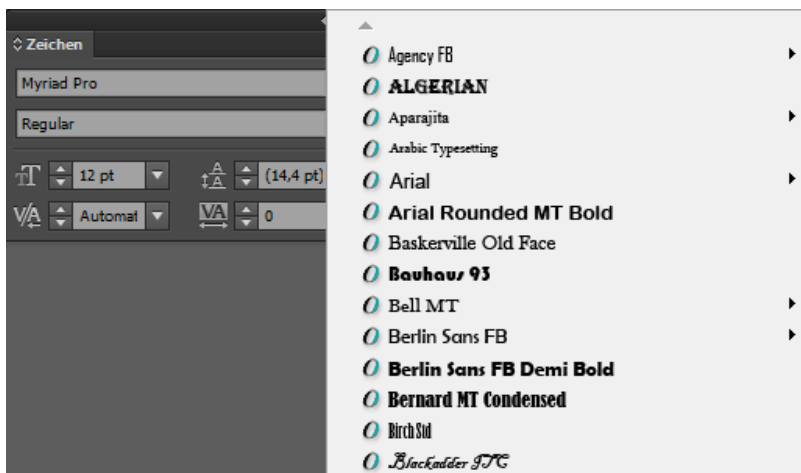 Zeichen
Myriad Pro
Regular
12 pt
(14,4 pt)
Automat
0
Agency FB
ALGERIAN
Aparajita
Arabic Typesetting
Arial
Arial Rounded MT Bold
Baskerville Old Face
Bauhaus 93
Bell MT
Berlin Sans FB
Berlin Sans FB Demi Bold
Bernard MT Condensed
Birch Std
Blackadder ITC